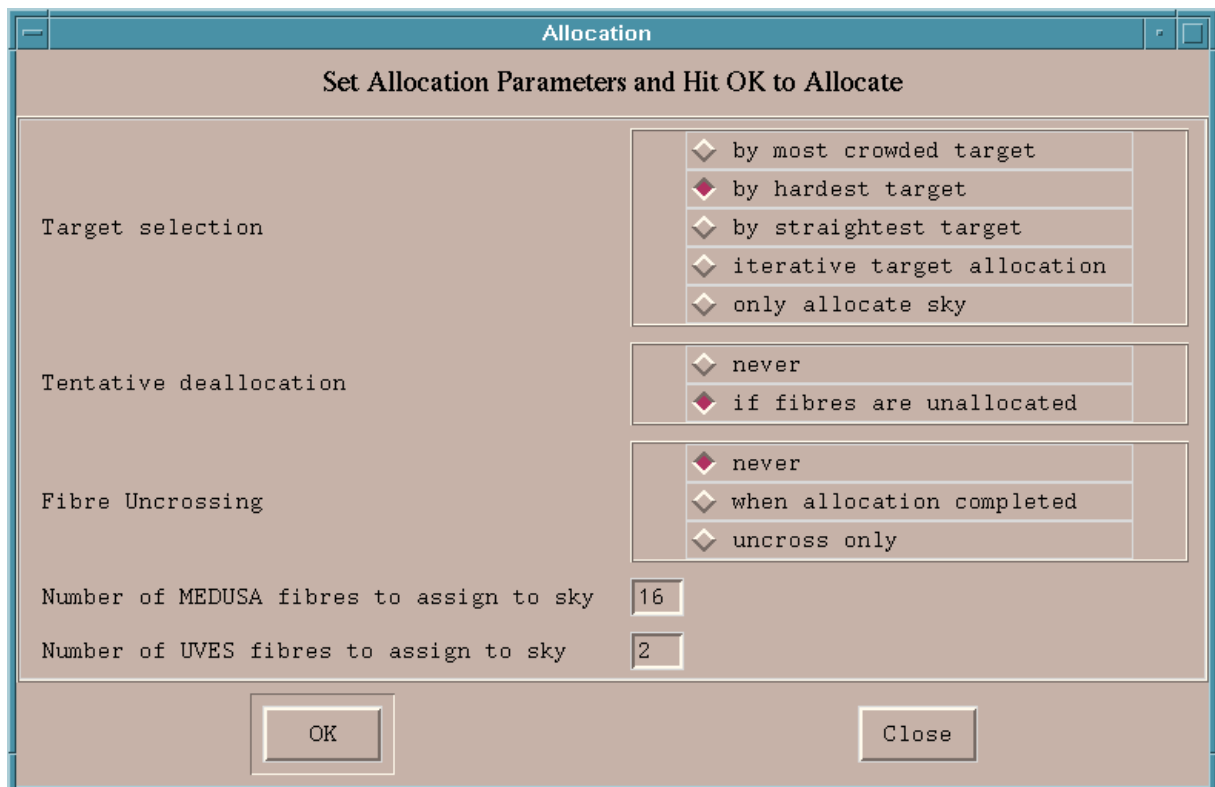 Allocation
Set Allocation Parameters and Hit OK to Allocate
Target selection
by most crowded target
by hardest target
by straightest target
iterative target allocation
only allocate sky
Tentative deallocation
never
if fibres are unallocated
Fibre Uncrossing
never
when allocation completed
uncross only
Number of MEDUSA fibres to assign to sky 16
Number of UVES fibres to assign to sky 2
OK Close